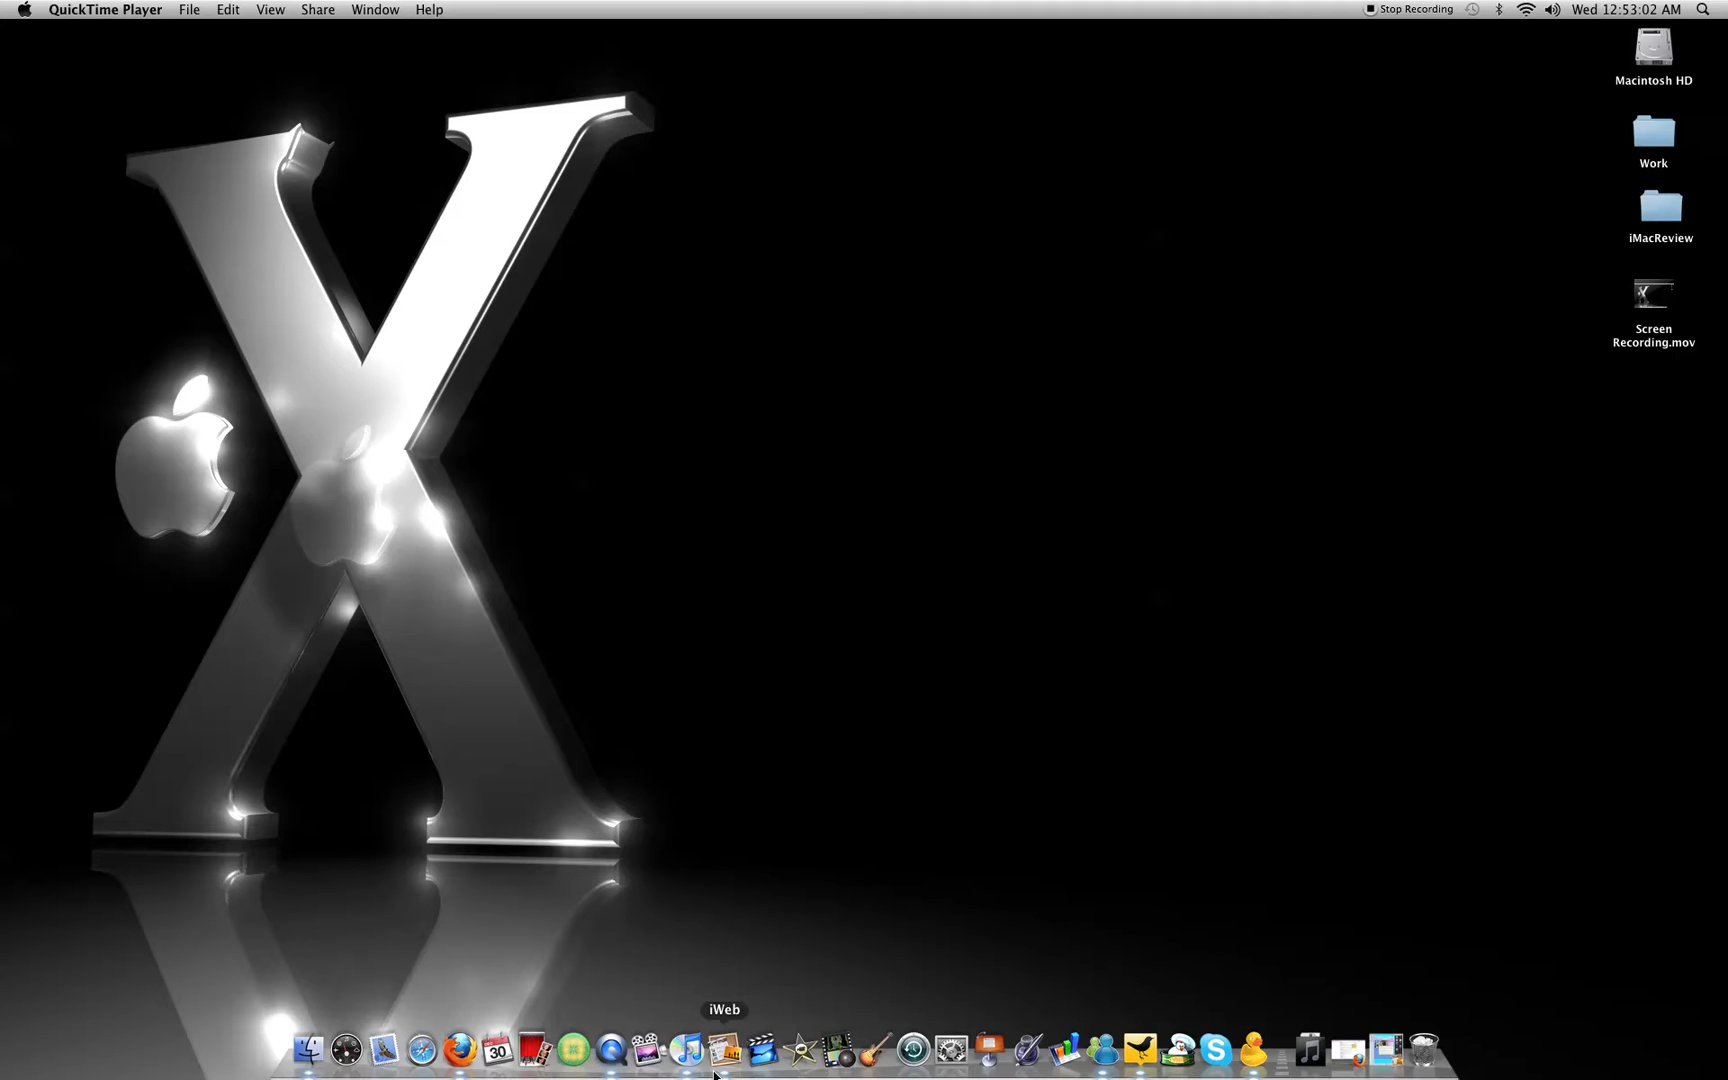 QuickTime Player File Edit View Share Window Help Stop Recording Wed 12:53:02 AM
Macintosh HD
Work
iMacReview
Screen
Recording.mov
X
iWeb
30